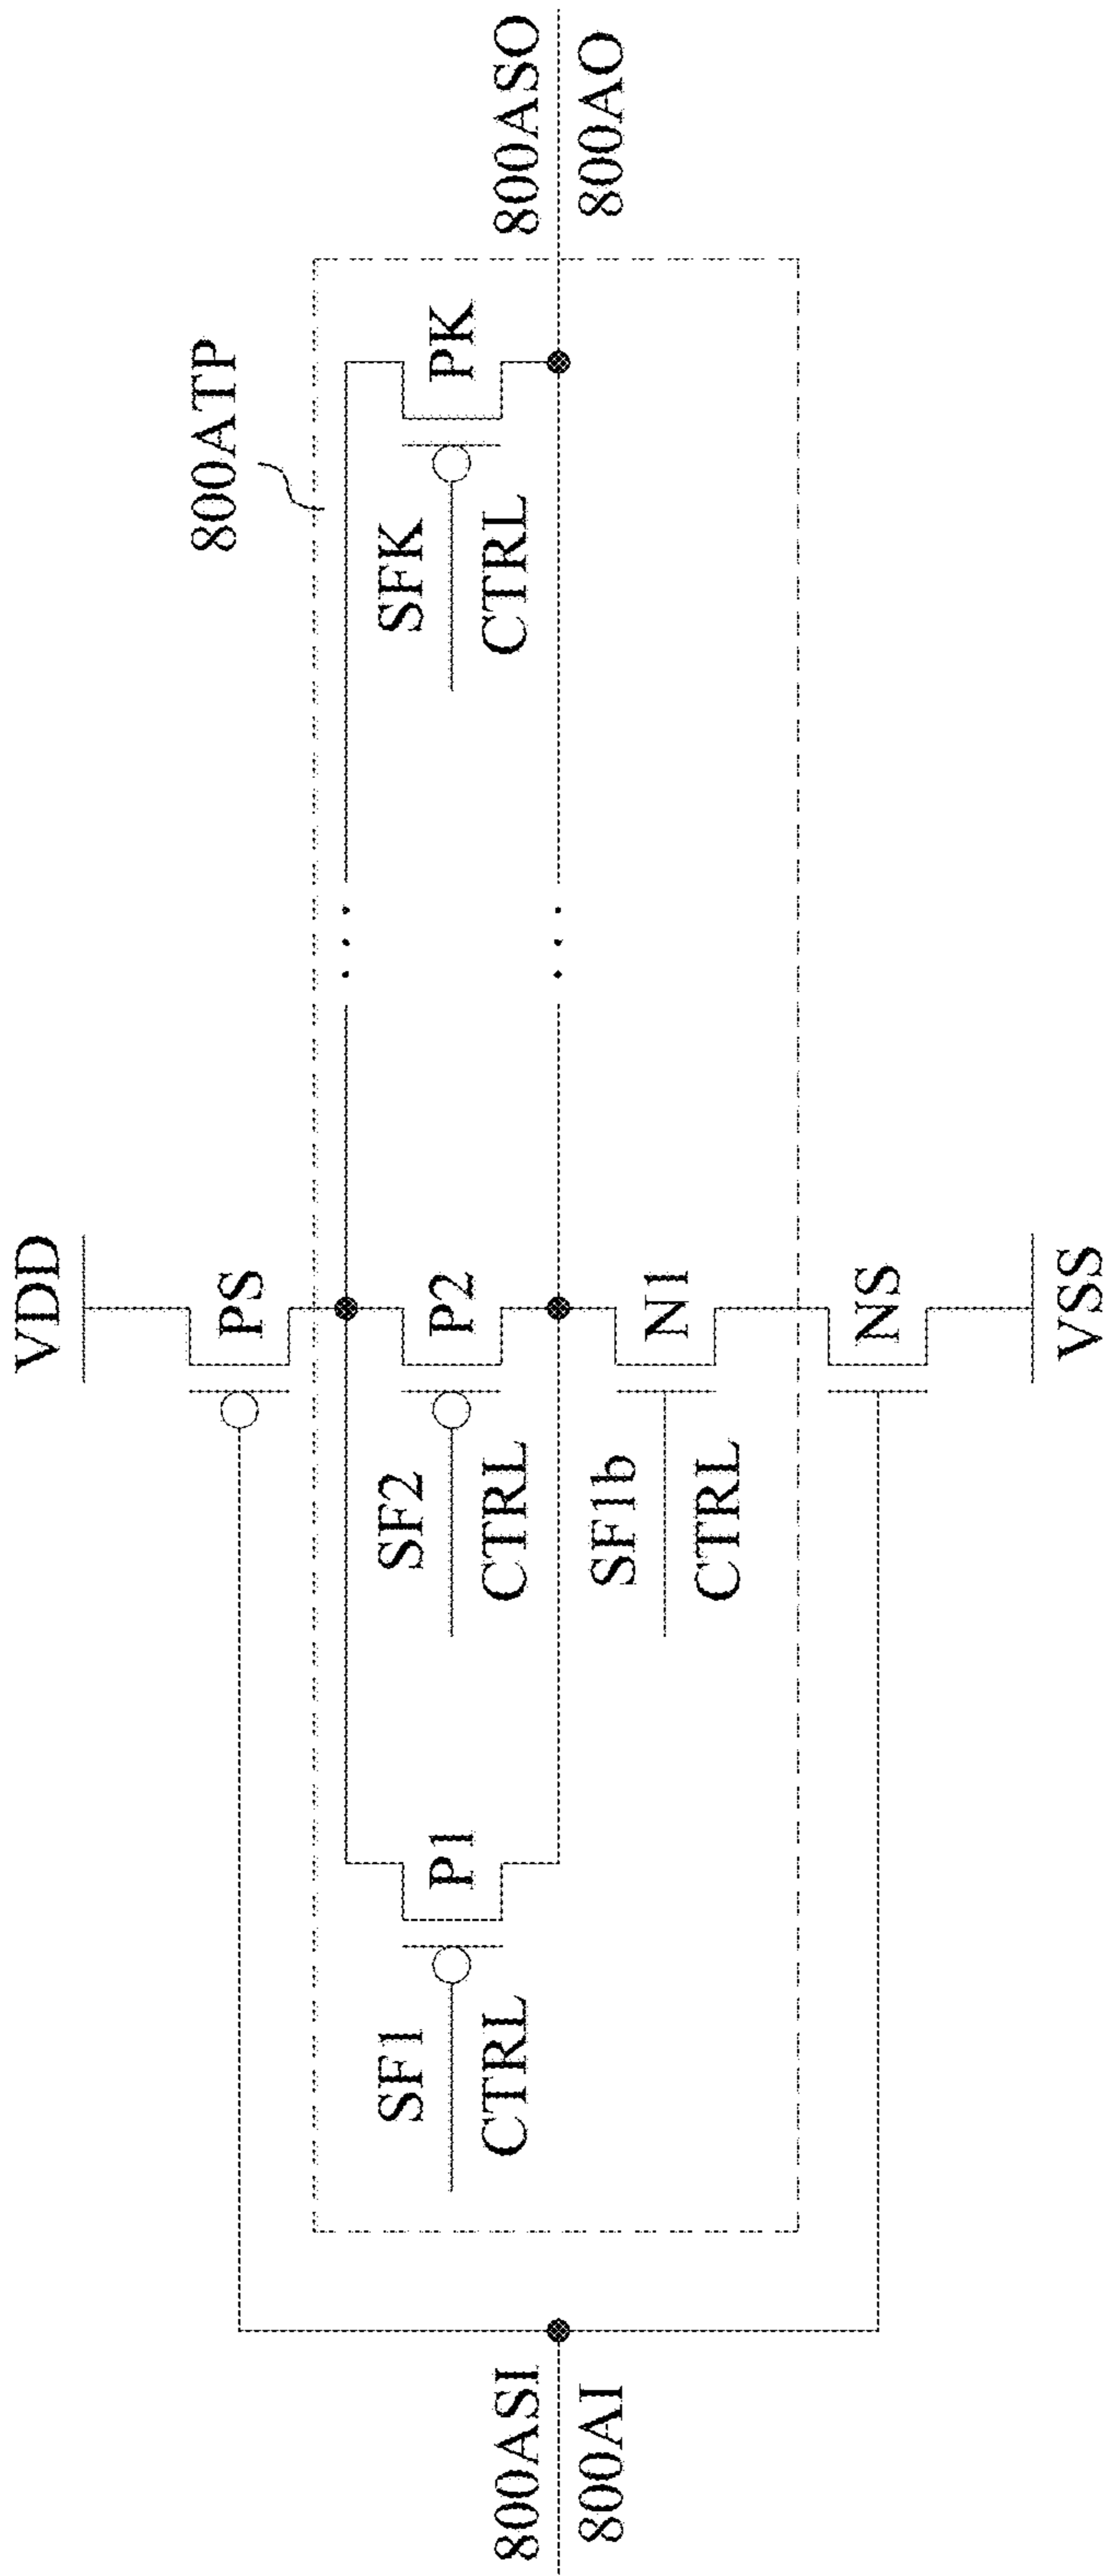 VDD
PS
800ATP
SF1
CTRL
P1
SF2
CTRL
P2
SFK
CTRL
PK
800ASI
800AI
800ASO
800AO
SF1b
CTRL
N1
NS
VSS